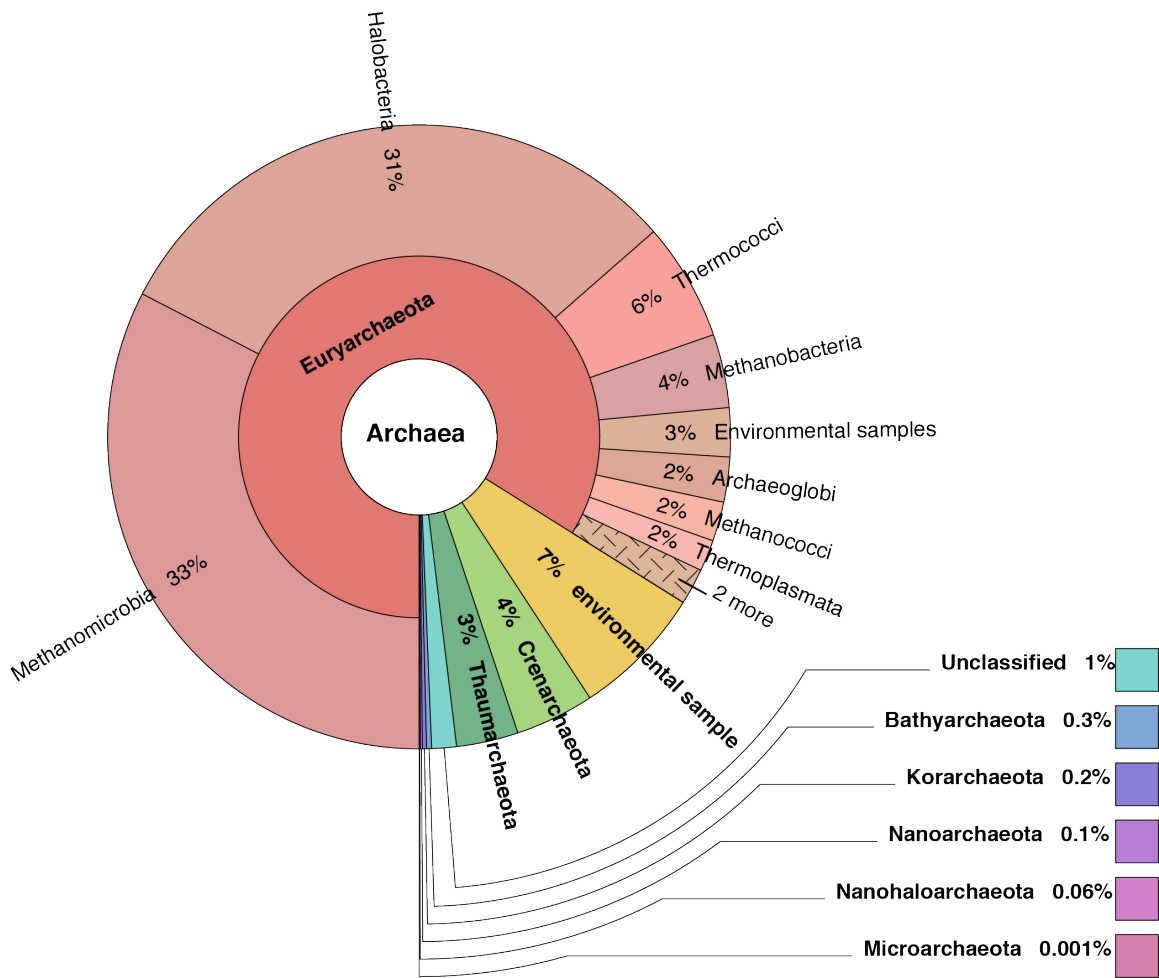 Halobacteria 31%
Thermococci 6%
Euryarchaeota
Methanobacteria 4%
Archaea
3% Environmental samples
2% Archaeoglobi
2% Methanococci
2% Thermoplasmata
2 more
Methanomicrobia 33%
7% environmental sample
4% Crenarchaeota
3% Thaumarchaeota
Unclassified 1%
Bathyarchaeota 0.3%
Korarchaeota 0.2%
Nanoarchaeota 0.1%
Nanohaloarchaeota 0.06%
Microarchaeota 0.001%